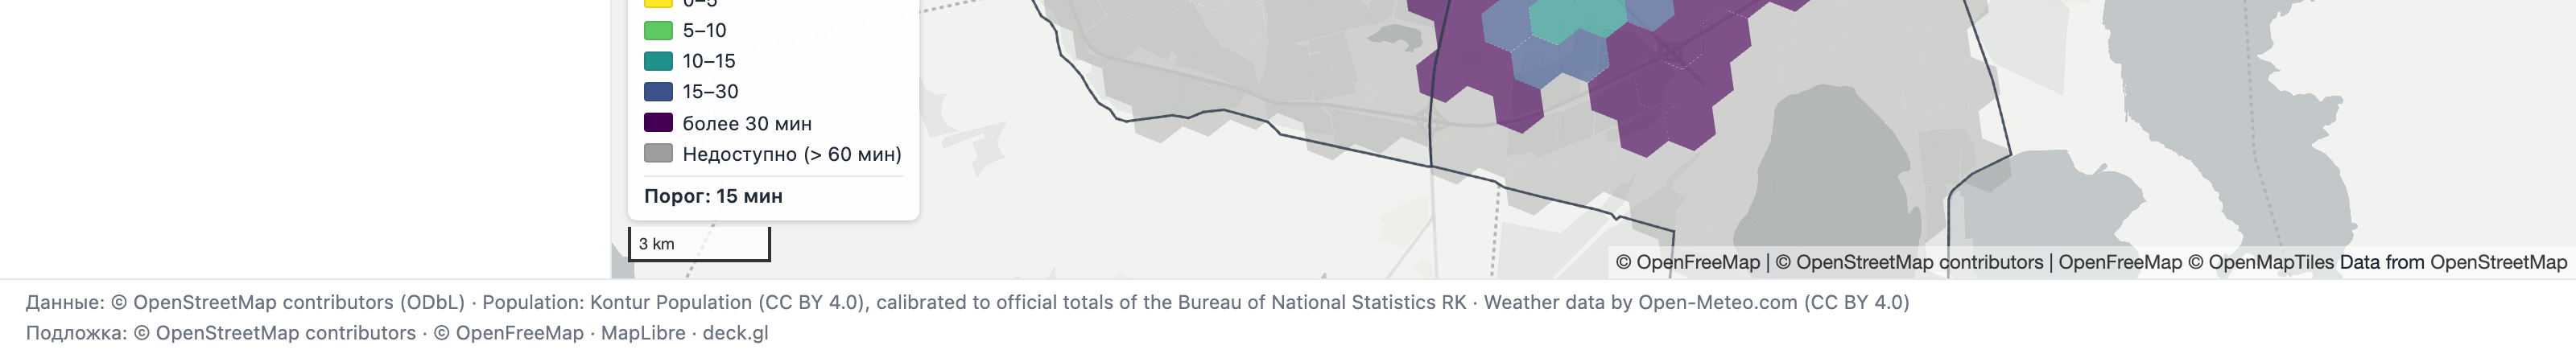 0–5
5–10
10–15
15–30
более 30 мин
Недоступно (> 60 мин)
Порог: 15 мин
3 km
© OpenFreeMap | © OpenStreetMap contributors | OpenFreeMap © OpenMapTiles Data from OpenStreetMap
Данные: © OpenStreetMap contributors (ODbL) · Population: Kontur Population (CC BY 4.0), calibrated to official totals of the Bureau of National Statistics RK · Weather data by Open-Meteo.com (CC BY 4.0)
Подложка: © OpenStreetMap contributors · © OpenFreeMap · MapLibre · deck.gl